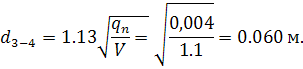 d₃₋₄ = 1.13√(qₙ/V) = √(0,004/1.1) = 0.060 м.